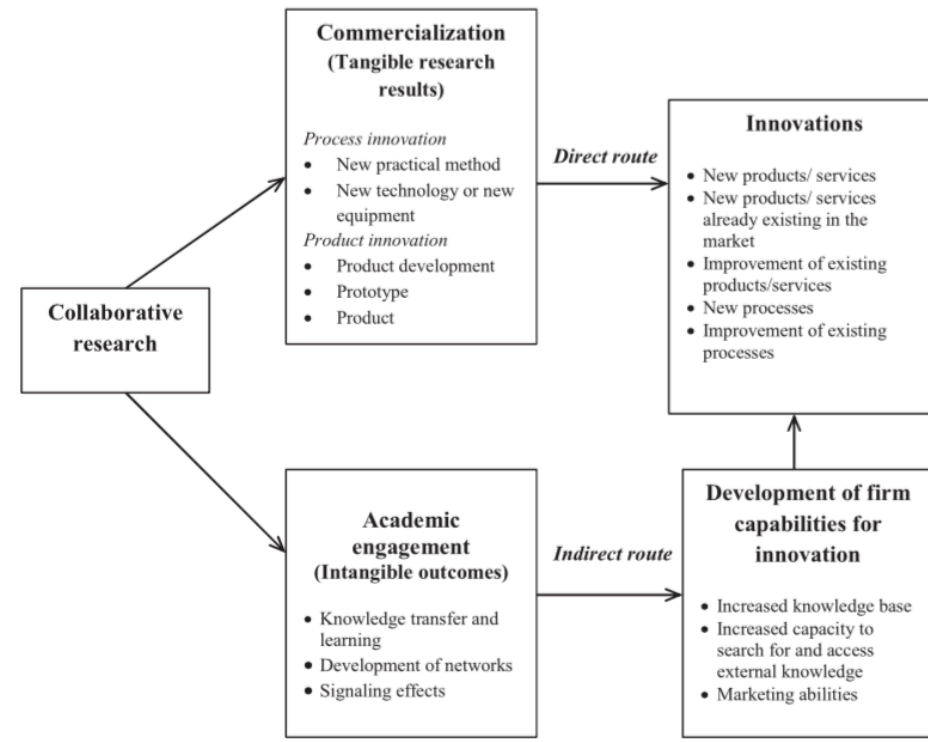 Commercialization
(Tangible research
results)
Process innovation
• New practical method
• New technology or new
equipment
Product innovation
• Product development
• Prototype
• Product
Direct route
Innovations
• New products/ services
• New products/ services
already existing in the
market
• Improvement of existing
products/services
• New processes
• Improvement of existing
processes
Collaborative
research
Academic
engagement
(Intangible outcomes)
• Knowledge transfer and
learning
• Development of networks
• Signaling effects
Indirect route
Development of firm
capabilities for
innovation
• Increased knowledge base
• Increased capacity to
search for and access
external knowledge
• Marketing abilities